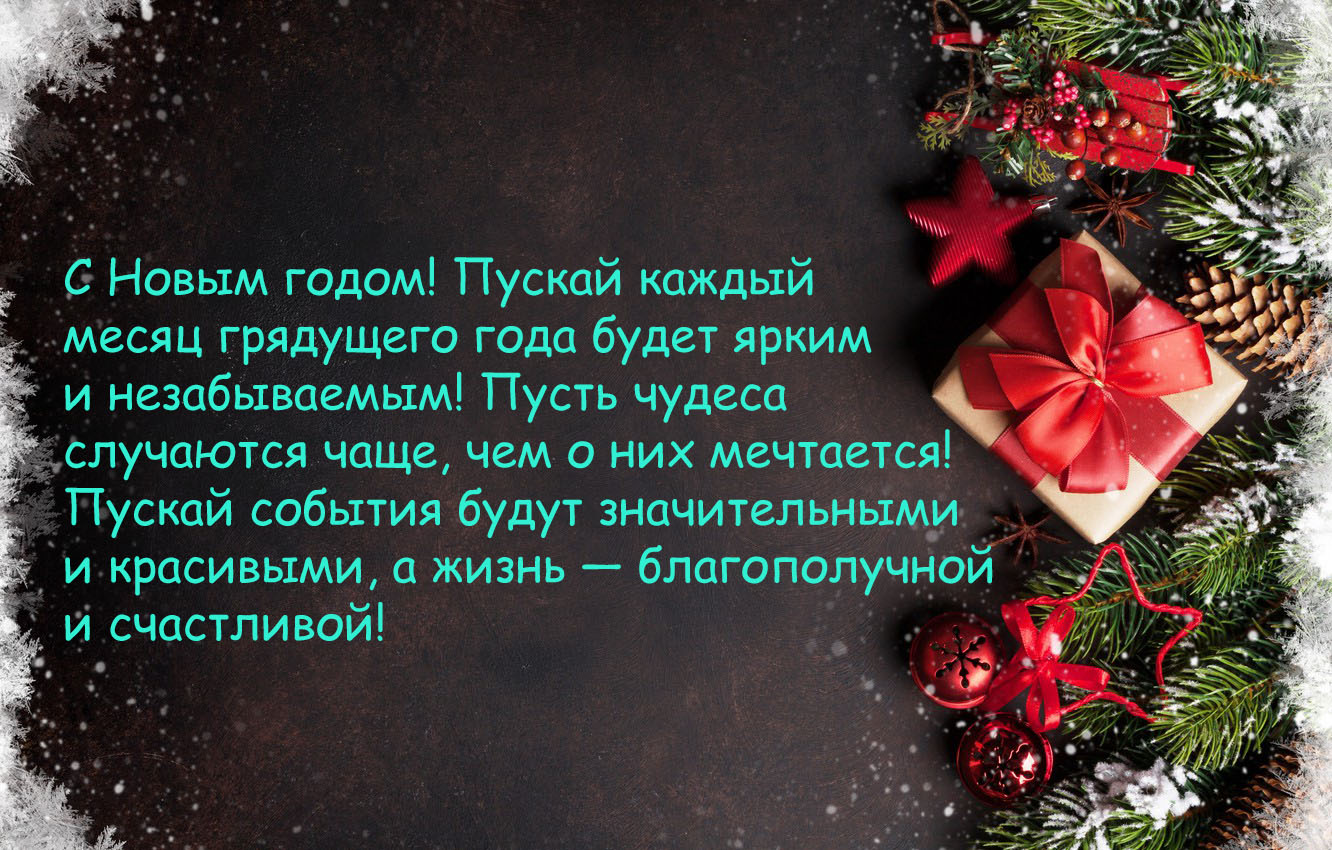 С Новым годом! Пускай каждый
месяц грядущего года будет ярким
и незабываемым! Пусть чудеса
случаются чаще, чем о них мечтается!
Пускай события будут значительными
и красивыми, а жизнь — благополучной
и счастливой!